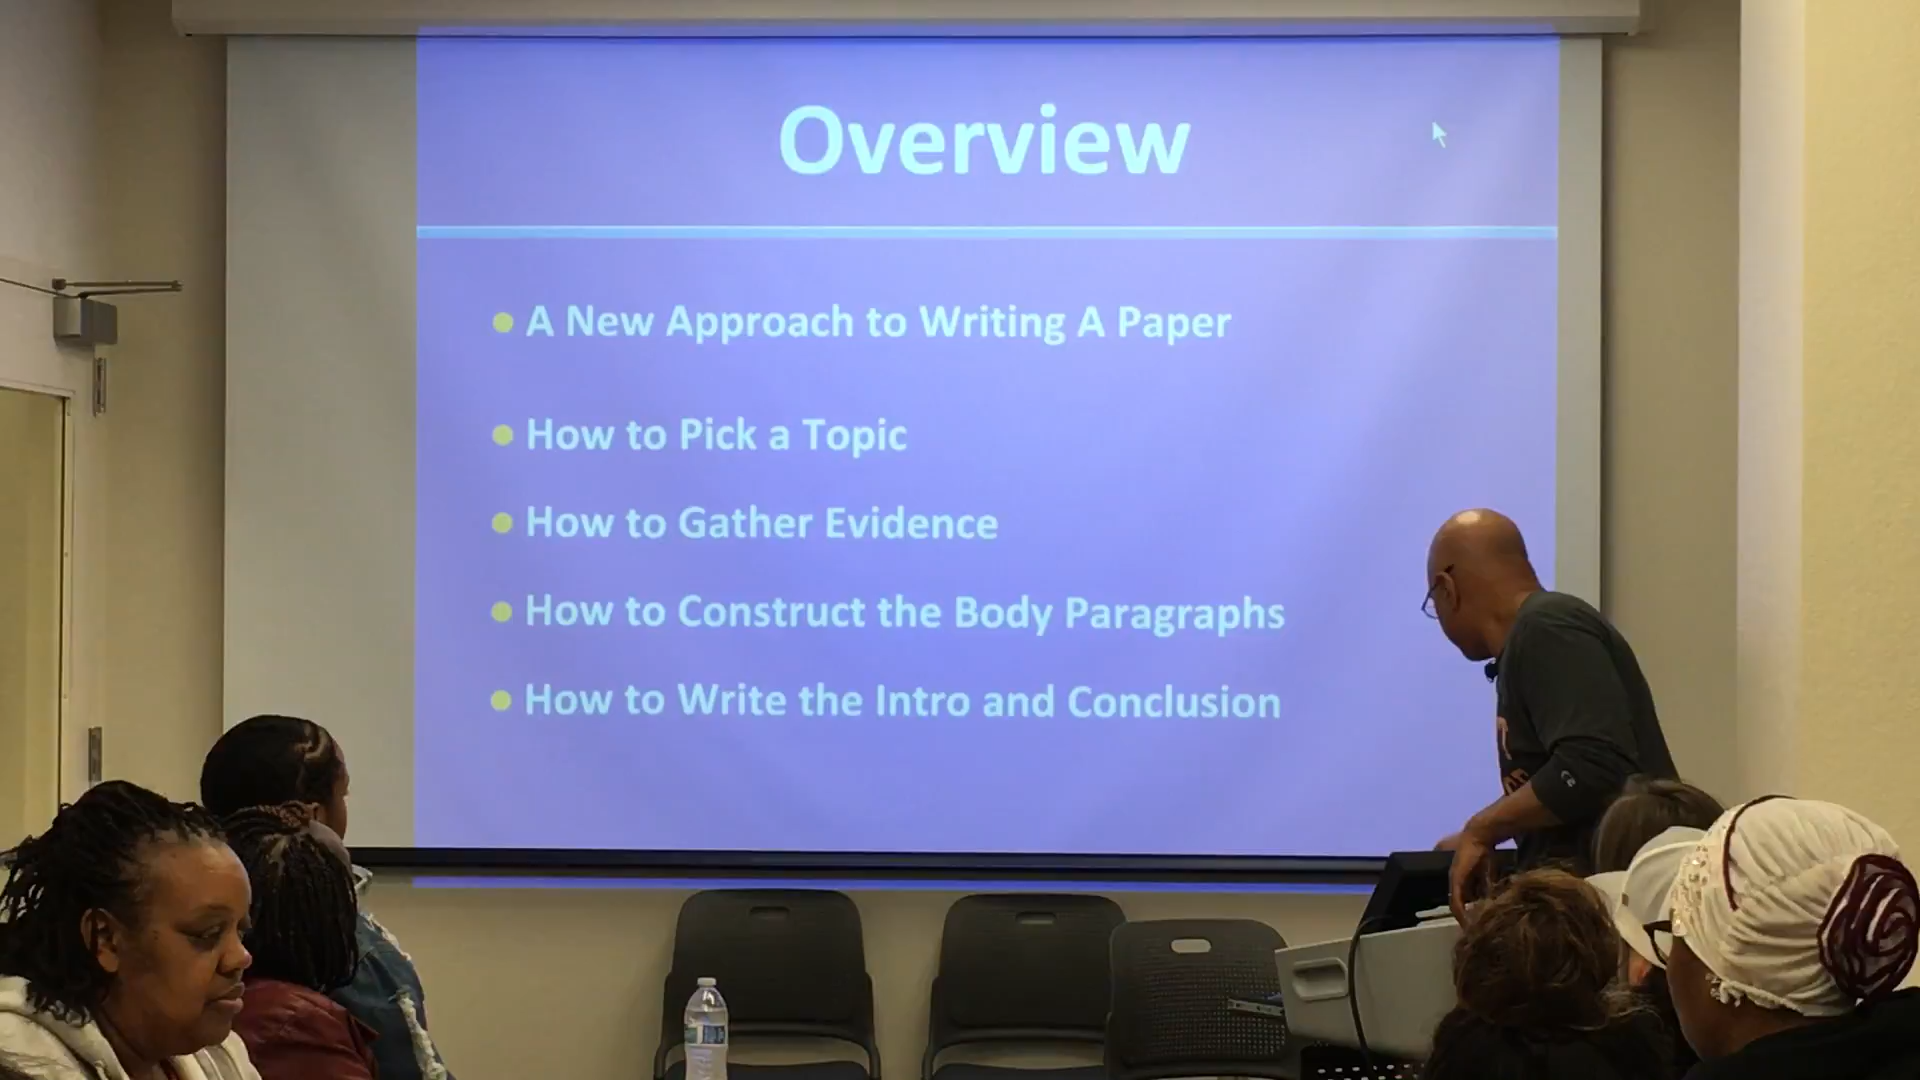 Overview
A New Approach to Writing A Paper
How to Pick a Topic
How to Gather Evidence
How to Construct the Body Paragraphs
How to Write the Intro and Conclusion